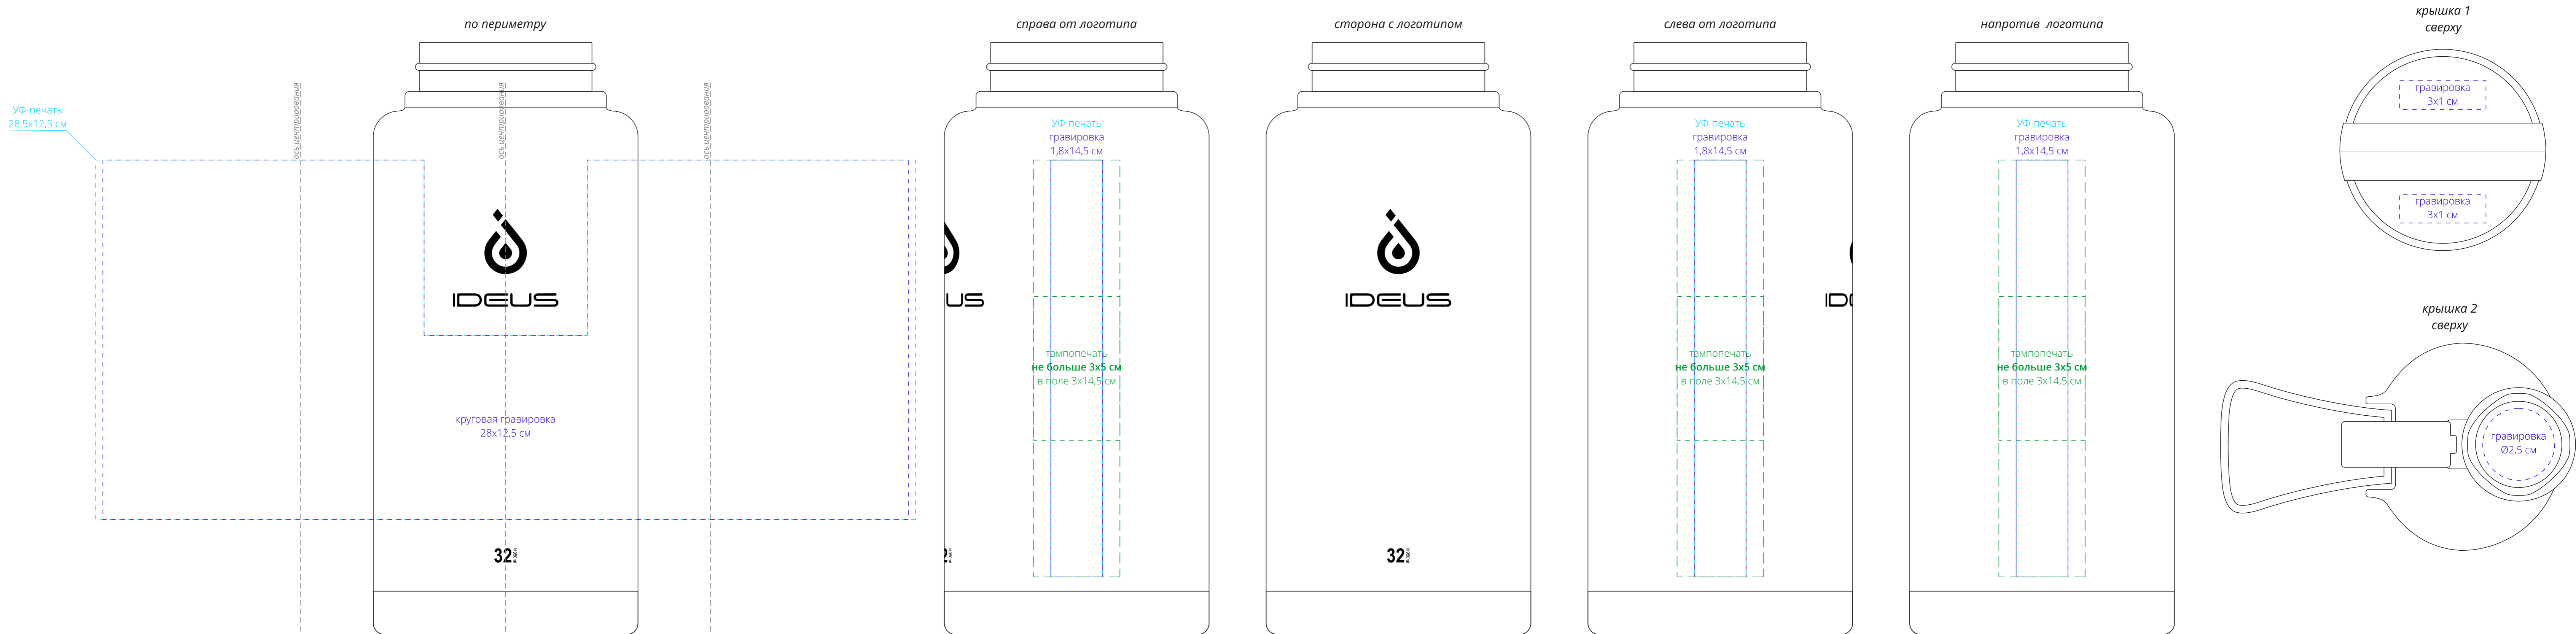 по периметру
УФ-печать
28,5х12,5 см
ось центрирования
ось центрирования
ось центрирования
IDEUS
круговая гравировка
28х12,5 см
32
справа от логотипа
УФ-печать
гравировка
1,8х14,5 см
US
тампопечать
не больше 3х5 см
в поле 3х14,5 см
2
сторона с логотипом
IDEUS
32
слева от логотипа
УФ-печать
гравировка
1,8х14,5 см
ID
тампопечать
не больше 3х5 см
в поле 3х14,5 см
напротив логотипа
УФ-печать
гравировка
1,8х14,5 см
тампопечать
не больше 3х5 см
в поле 3х14,5 см
крышка 1
сверху
гравировка
3х1 см
гравировка
3х1 см
крышка 2
сверху
гравировка
Ø2,5 см